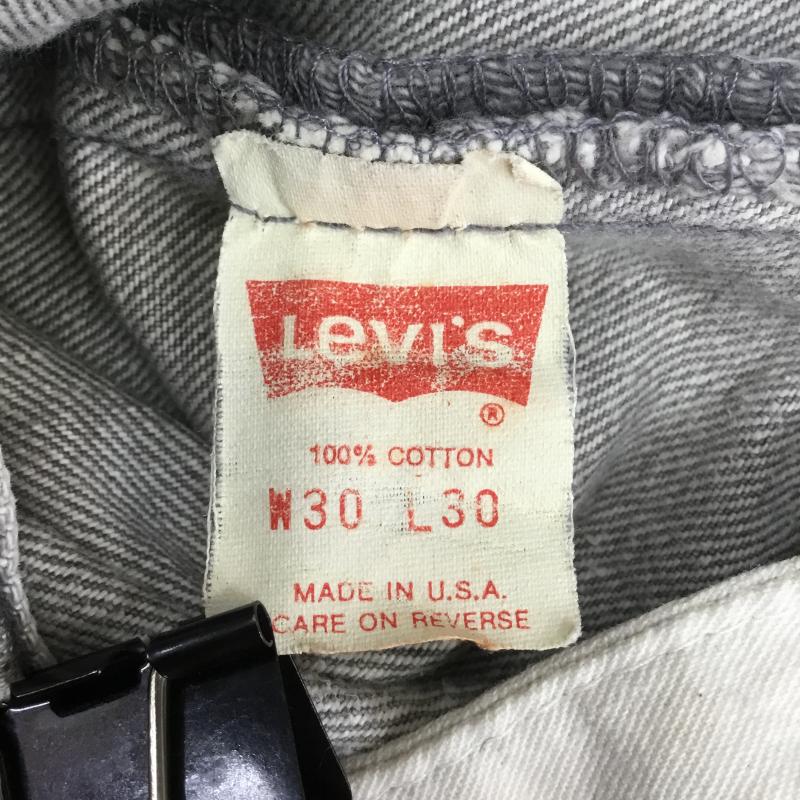 Levi's
®
100% COTTON
W30 L30
MADE IN U.S.A.
CARE ON REVERSE